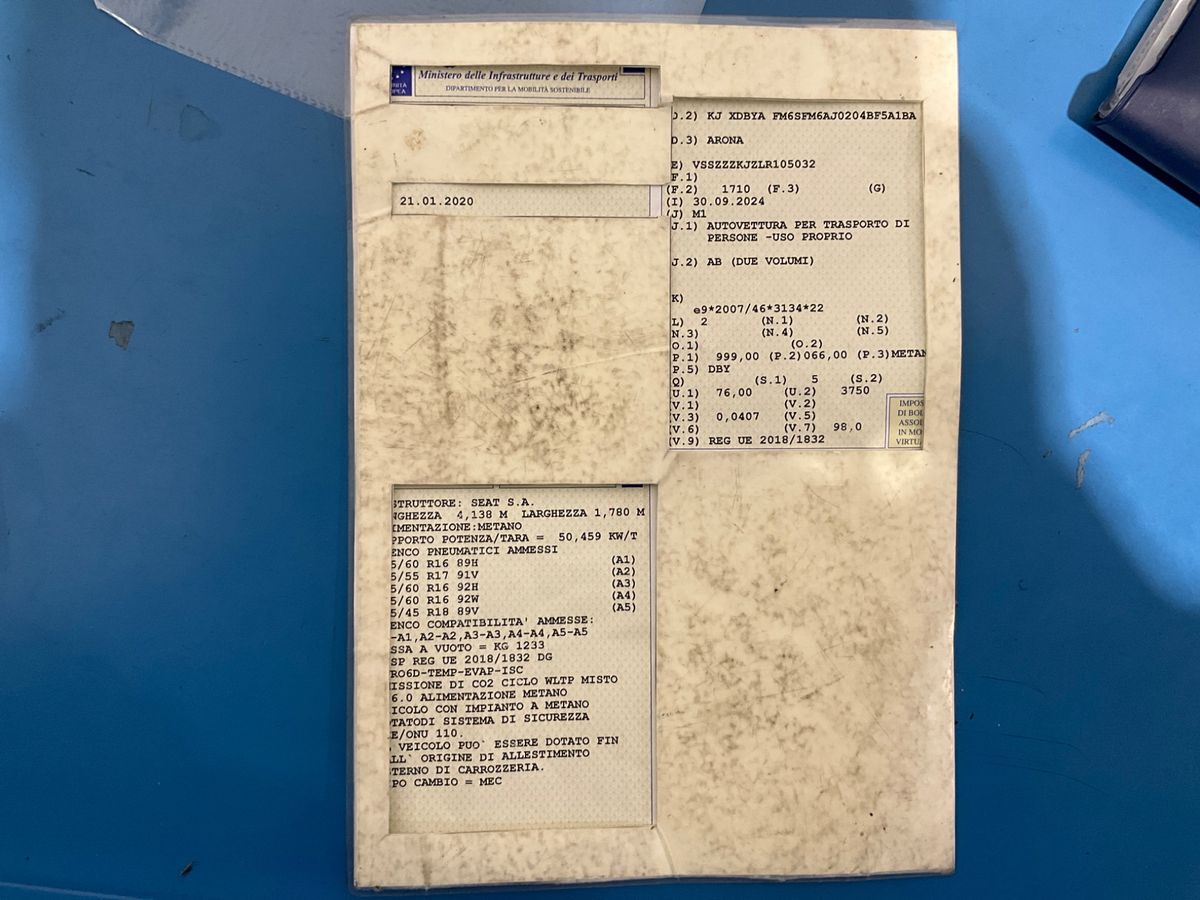 Ministero delle Infrastrutture e dei Trasporti
DIPARTIMENTO PER LA MOBILITÀ SOSTENIBILE
21.01.2020
D.2) KJ XDBYA FM6SFM6AJ0204BF5A1BA
D.3) ARONA
E) VSSZZZKJZLR105032
F.1)
(F.2) 1710 (F.3) (G)
(I) 30.09.2024
(J) M1
J.1) AUTOVETTURA PER TRASPORTO DI
PERSONE -USO PROPRIO
J.2) AB (DUE VOLUMI)
K)
e9*2007/46*3134*22
L) 2 (N.1) (N.2)
N.3) (N.4) (N.5)
O.1) (O.2)
P.1) 999,00 (P.2)066,00 (P.3)METAN
P.5) DBY
Q) (S.1) 5 (S.2)
U.1) 76,00 (U.2) 3750
(V.1) (V.2)
(V.3) 0,0407 (V.5)
(V.6) (V.7) 98,0
(V.9) REG UE 2018/1832
IMPOS
DI BOL
ASSOL
IN MO
VIRTU
STRUTTORE: SEAT S.A.
NGHEZZA 4,138 M LARGHEZZA 1,780 M
IMENTAZIONE:METANO
PPORTO POTENZA/TARA = 50,459 KW/T
ENCO PNEUMATICI AMMESSI
5/60 R16 89H (A1)
5/55 R17 91V (A2)
5/60 R16 92H (A3)
5/60 R16 92W (A4)
5/45 R18 89V (A5)
ENCO COMPATIBILITA' AMMESSE:
-A1,A2-A2,A3-A3,A4-A4,A5-A5
SSA A VUOTO = KG 1233
SP REG UE 2018/1832 DG
RO6D-TEMP-EVAP-ISC
ISSIONE DI CO2 CICLO WLTP MISTO
6.0 ALIMENTAZIONE METANO
ICOLO CON IMPIANTO A METANO
TATODI SISTEMA DI SICUREZZA
E/ONU 110.
VEICOLO PUO` ESSERE DOTATO FIN
LL` ORIGINE DI ALLESTIMENTO
TERNO DI CARROZZERIA.
PO CAMBIO = MEC